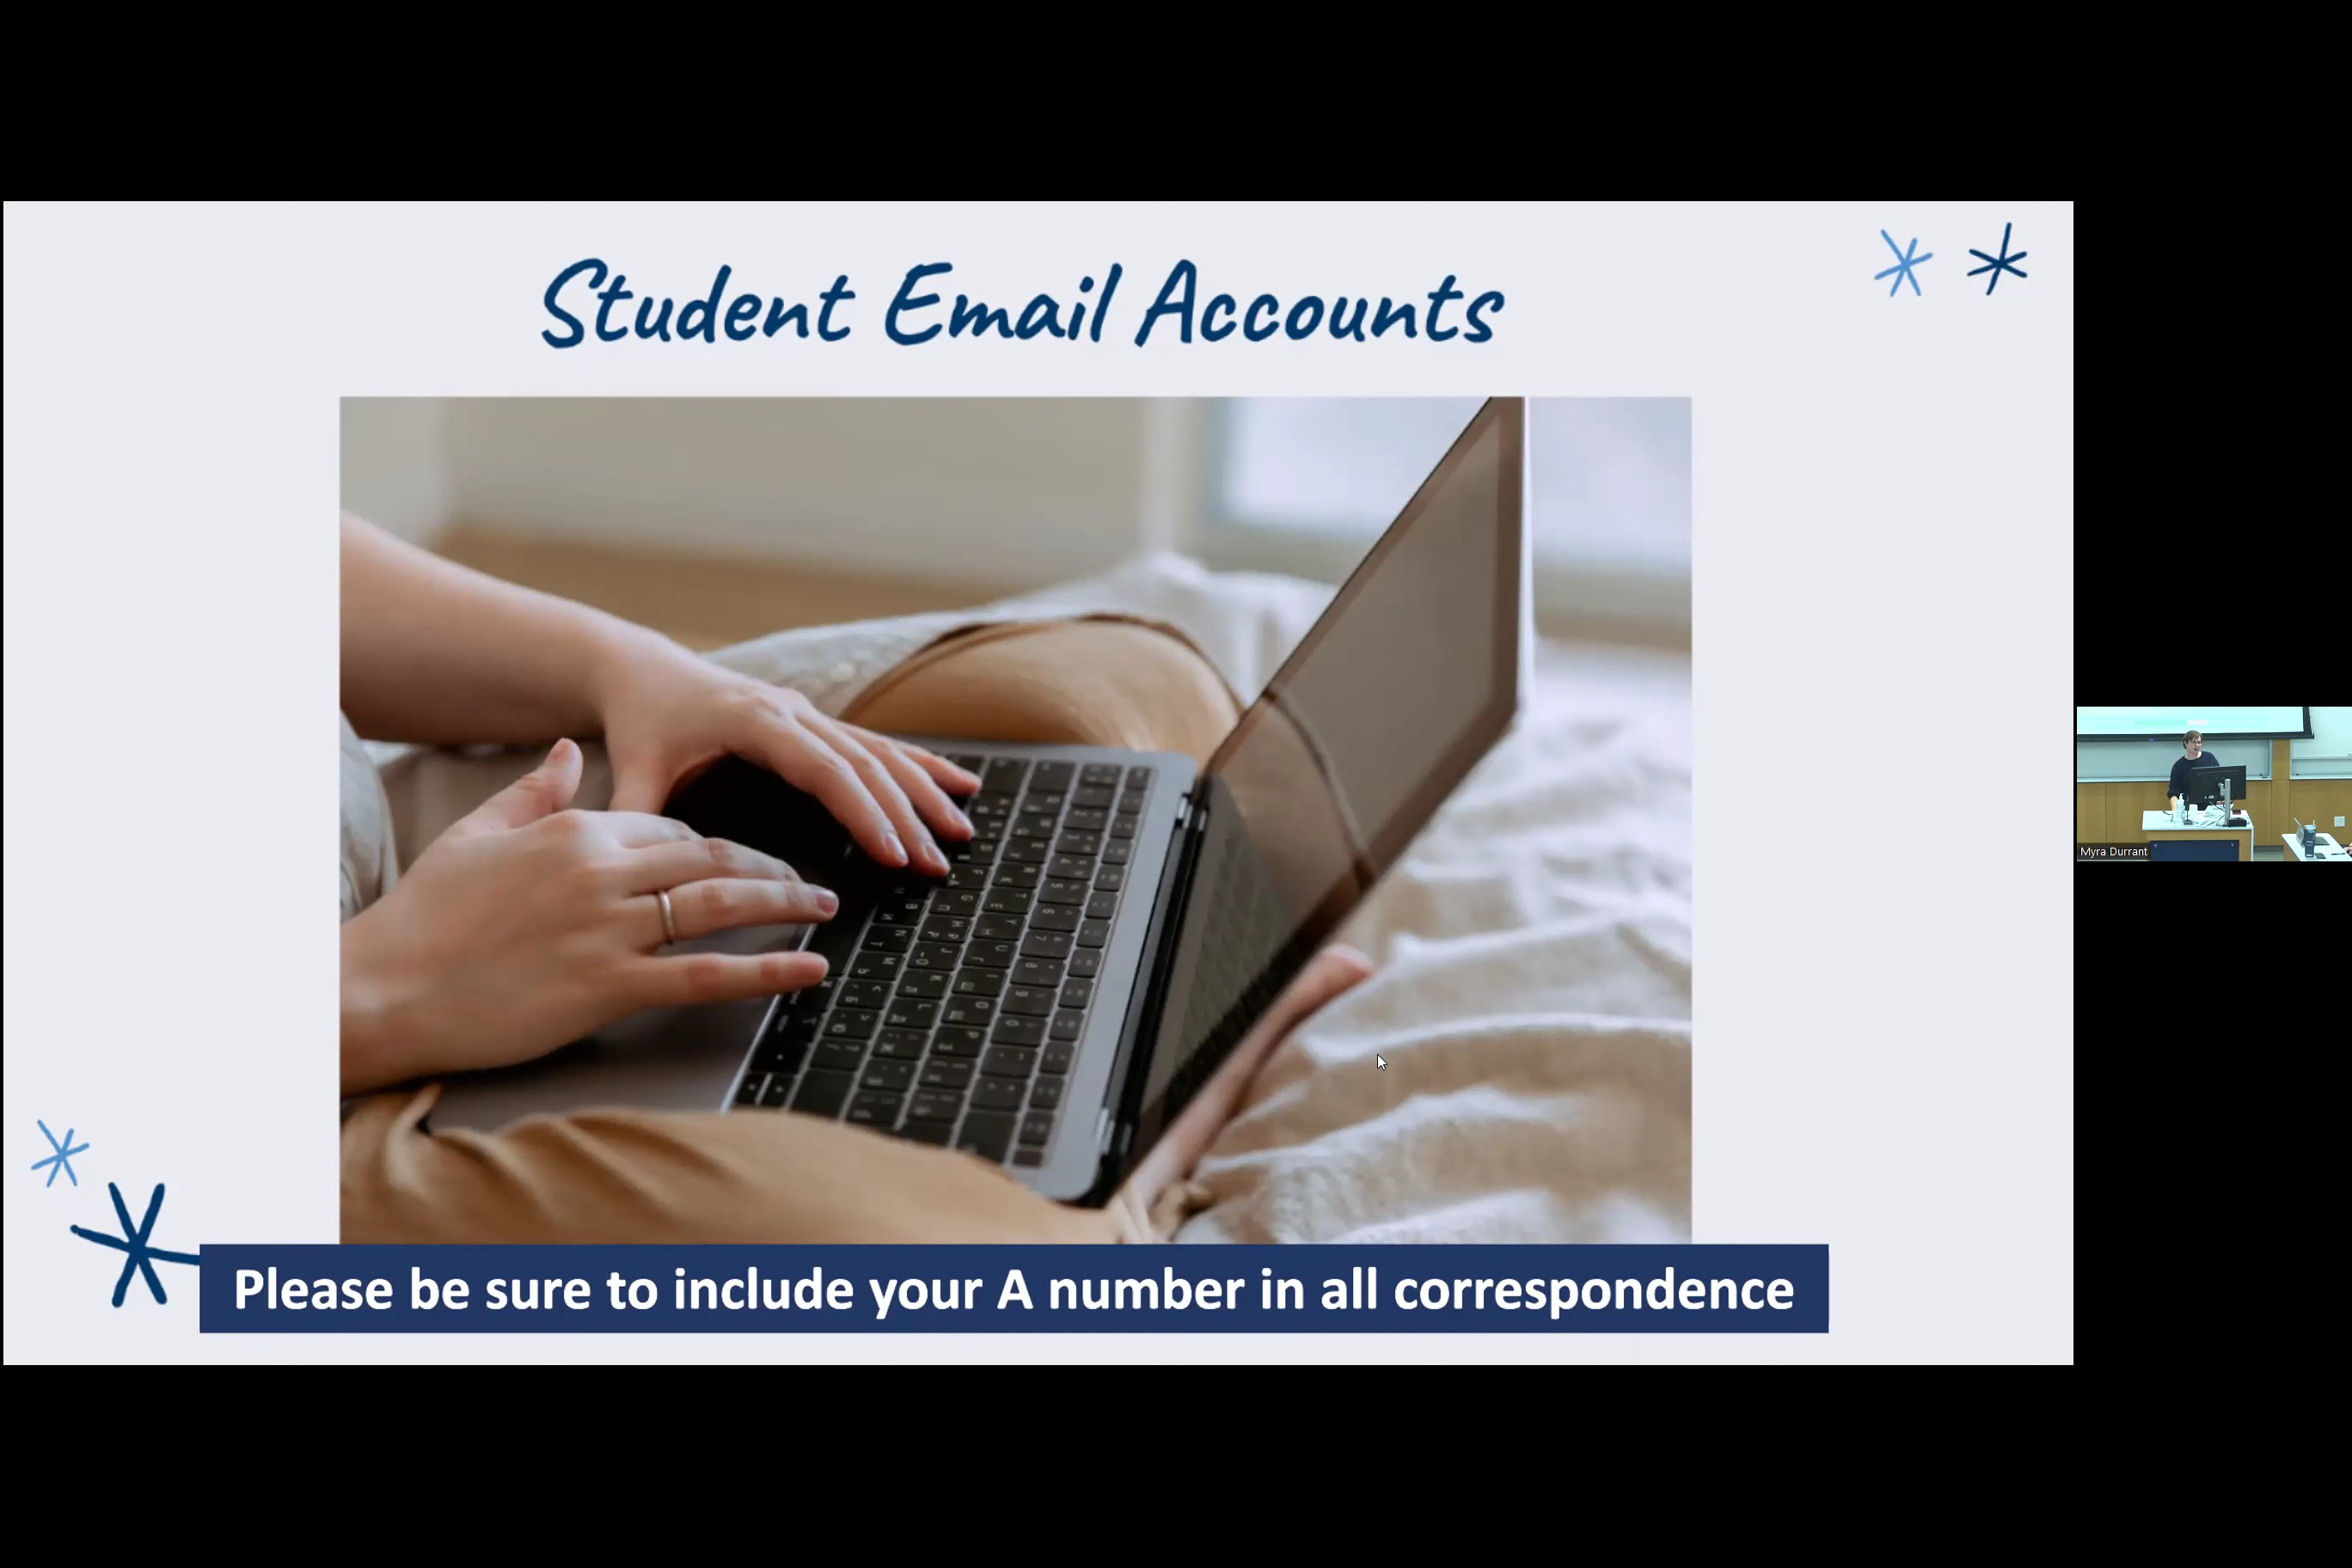 Student Email Accounts
Please be sure to include your A number in all correspondence
Myra Durrant